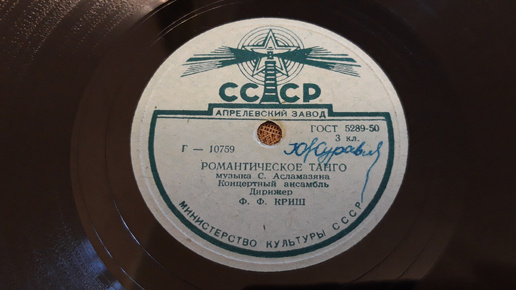 СССР
АПРЕЛЕВСКИЙ ЗАВОД
ГОСТ 5289-50
3 кл.
Г — 10759
РОМАНТИЧЕСКОЕ ТАНГО
музыка С. Асламазяна
Концертный ансамбль
Дирижер
Ф. Ф. КРИШ
МИНИСТЕРСТВО КУЛЬТУРЫ СССР